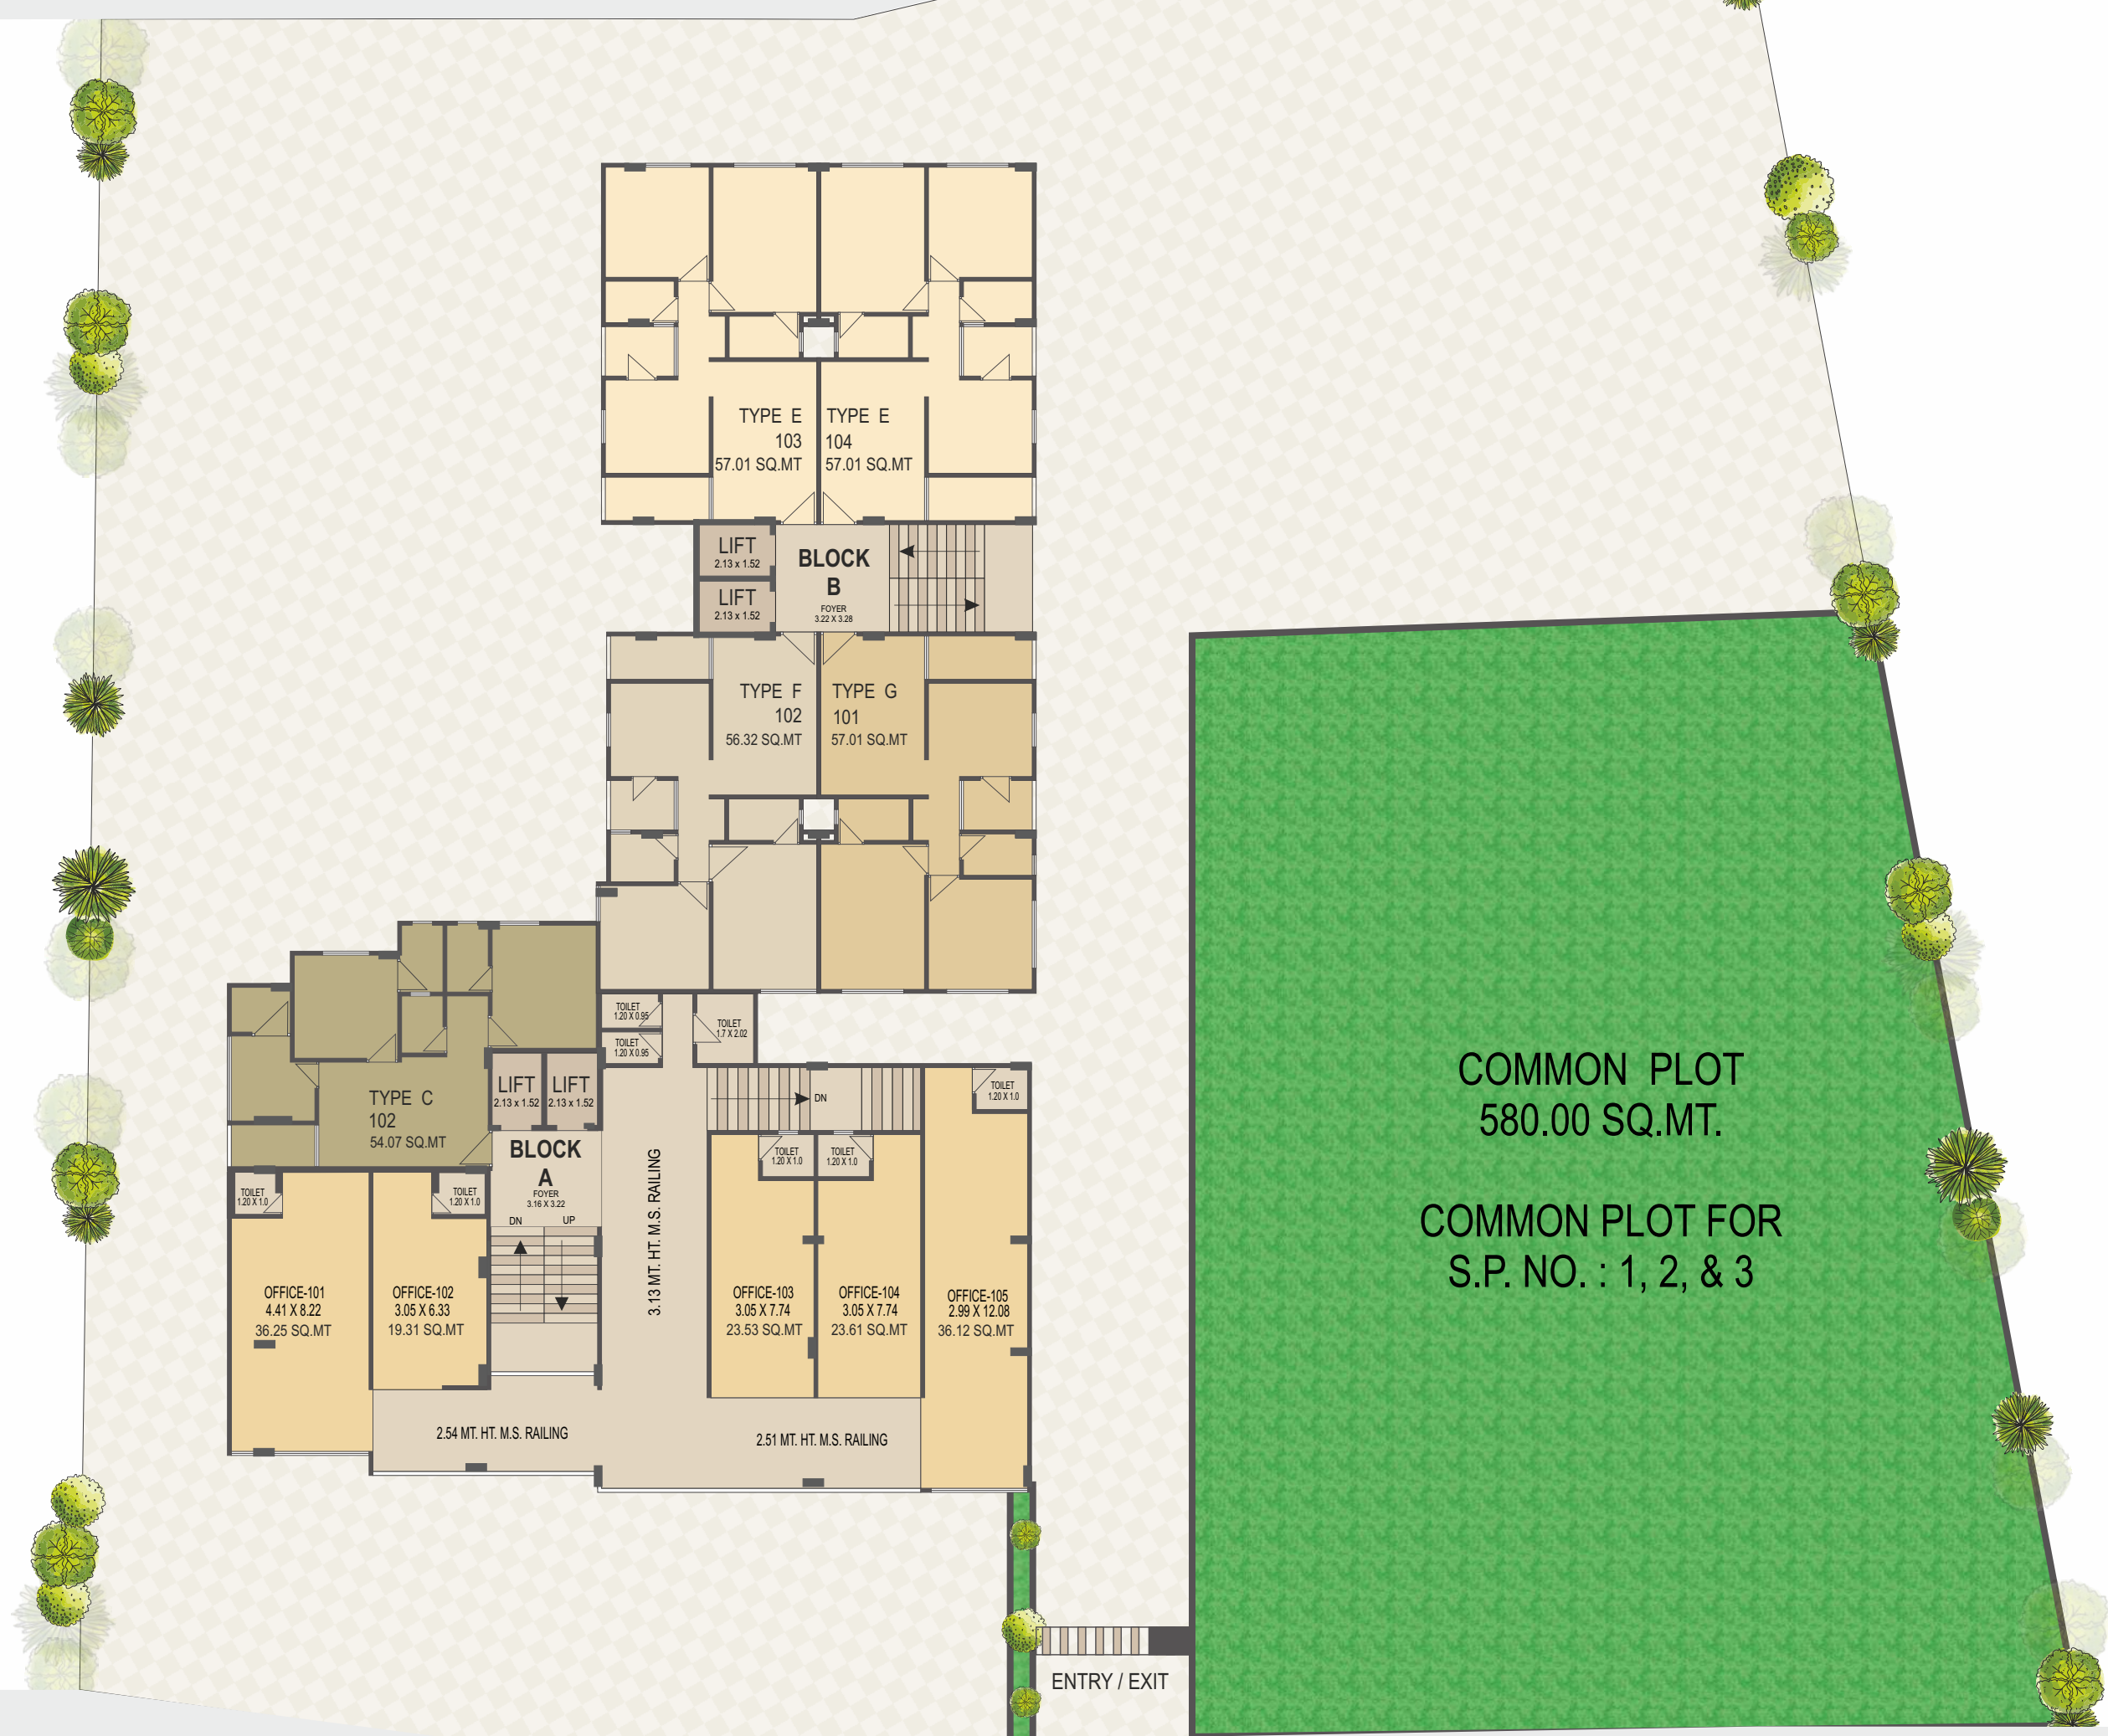 TYPE E
103
57.01 SQ.MT
TYPE E
104
57.01 SQ.MT
LIFT
2.13 x 1.52
LIFT
2.13 x 1.52
BLOCK
B
FOYER
3.22 X 3.28
TYPE F
102
56.32 SQ.MT
TYPE G
101
57.01 SQ.MT
TOILET
1.20 X 0.95
TOILET
1.20 X 0.95
TOILET
1.7 X 2.02
TYPE C
102
54.07 SQ.MT
LIFT
2.13 x 1.52
LIFT
2.13 x 1.52
BLOCK
A
FOYER
3.16 X 3.22
DN
UP
DN
TOILET
1.20 X 1.0
TOILET
1.20 X 1.0
TOILET
1.20 X 1.0
TOILET
1.20 X 1.0
TOILET
1.20 X 1.0
3.13 MT. HT. M.S. RAILING
OFFICE-101
4.41 X 8.22
36.25 SQ.MT
OFFICE-102
3.05 X 6.33
19.31 SQ.MT
OFFICE-103
3.05 X 7.74
23.53 SQ.MT
OFFICE-104
3.05 X 7.74
23.61 SQ.MT
OFFICE-105
2.99 X 12.08
36.12 SQ.MT
2.54 MT. HT. M.S. RAILING
2.51 MT. HT. M.S. RAILING
COMMON PLOT
580.00 SQ.MT.
COMMON PLOT FOR
S.P. NO. : 1, 2, & 3
ENTRY / EXIT